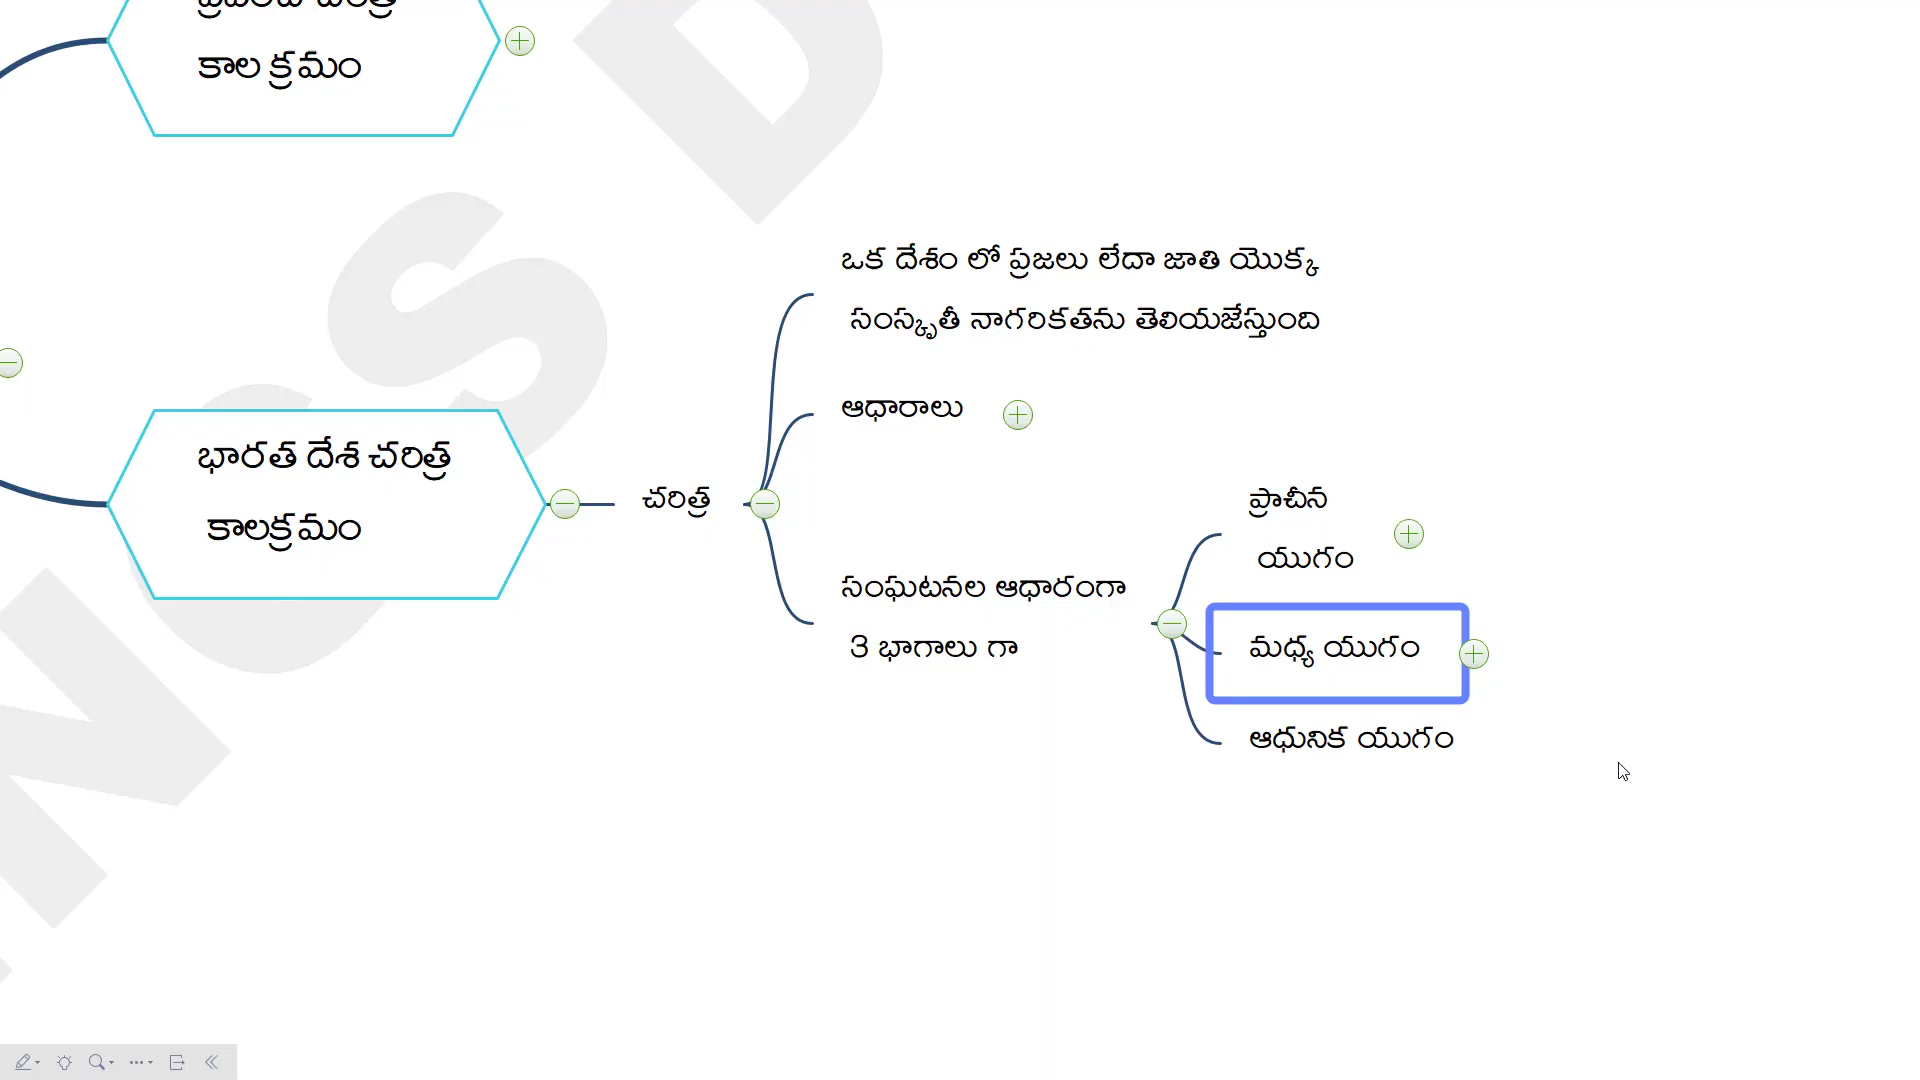 కాల క్రమం
ఒక దేశం లో ప్రజలు లేదా జాతి యొక్క
సంస్కృతీ నాగరికతను తెలియజేస్తుంది
ఆధారాలు
భారత దేశ చరిత్ర
కాలక్రమం
చరిత్ర
సంఘటనల ఆధారంగా
3 భాగాలు గా
ప్రాచీన
యుగం
మధ్య యుగం
ఆధునిక యుగం